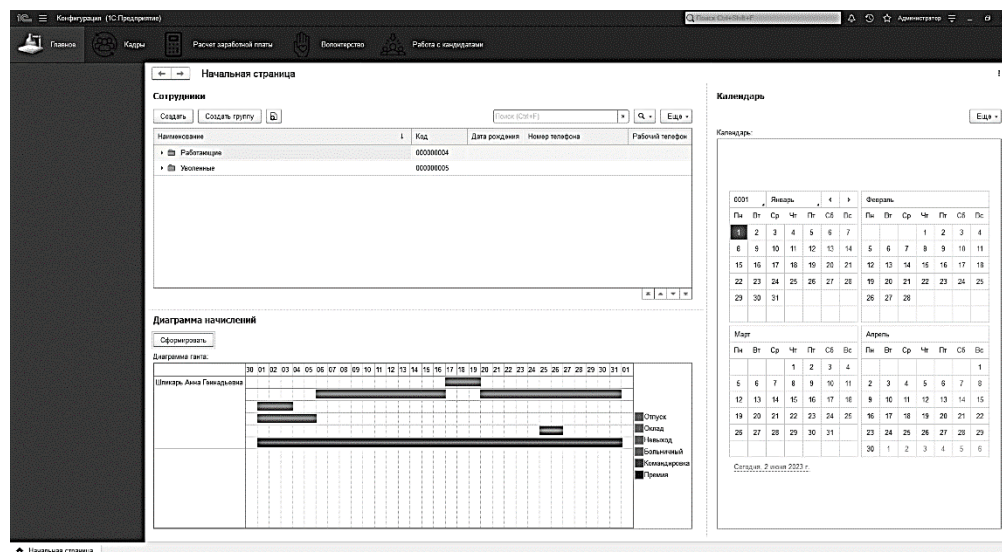 1С Конфигурация (1С:Предприятие) Поиск Ctrl+Shift+F Администратор
Главное Кадры Расчет заработной платы Волонтерство Работа с кандидатами
← → Начальная страница
Сотрудники
Создать Создать группу Поиск (Ctrl+F) × Еще
Наименование ↓ Код Дата рождения Номер телефона Рабочий телефон
Работающие 000000004
Уволенные 000000005
Диаграмма начислений
Сформировать
Диаграмма ганта:
30 01 02 03 04 05 06 07 08 09 10 11 12 13 14 15 16 17 18 19 20 21 22 23 24 25 26 27 28 29 30 31 01
Шпикарь Анна Геннадьевна
Отпуск
Оклад
Невыход
Больничный
Командировка
Премия
Календарь
Еще
Календарь:
0001 Январь Февраль
Пн Вт Ср Чт Пт Сб Вс Пн Вт Ср Чт Пт Сб Вс
1 2 3 4 5 6 7 1 2 3 4
8 9 10 11 12 13 14 5 6 7 8 9 10 11
15 16 17 18 19 20 21 12 13 14 15 16 17 18
22 23 24 25 26 27 28 19 20 21 22 23 24 25
29 30 31 26 27 28
Март Апрель
Пн Вт Ср Чт Пт Сб Вс Пн Вт Ср Чт Пт Сб Вс
1 2 3 4 1
5 6 7 8 9 10 11 2 3 4 5 6 7 8
12 13 14 15 16 17 18 9 10 11 12 13 14 15
19 20 21 22 23 24 25 16 17 18 19 20 21 22
26 27 28 29 30 31 23 24 25 26 27 28 29
30 1 2 3 4 5 6
Сегодня, 2 июня 2023 г.
Начальная страница